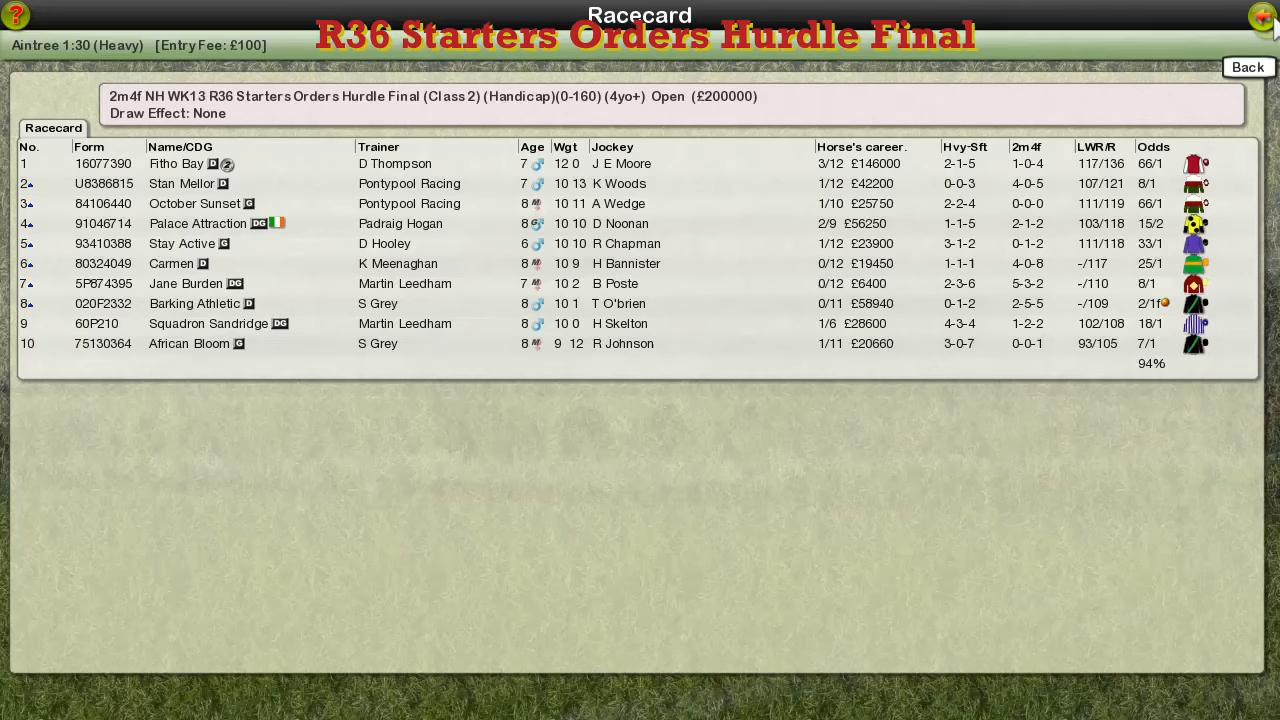 Racecard
R36 Starters Orders Hurdle Final
Aintree 1:30 (Heavy) [Entry Fee: £100]
Back
2m4f NH WK13 R36 Starters Orders Hurdle Final (Class 2) (Handicap)(0-160) (4yo+) Open (£200000)
Draw Effect: None
Racecard
No. Form Name/CDG Trainer Age Wgt Jockey Horse's career. Hvy-Sft 2m4f LWR/R Odds
1 16077390 Fitho Bay D 2 D Thompson 7 12 0 J E Moore 3/12 £146000 2-1-5 1-0-4 117/136 66/1
2 U8386815 Stan Mellor D Pontypool Racing 7 10 13 K Woods 1/12 £42200 0-0-3 4-0-5 107/121 8/1
3 84106440 October Sunset G Pontypool Racing 8 10 11 A Wedge 1/10 £25750 2-2-4 0-0-0 111/119 66/1
4 91046714 Palace Attraction DG Padraig Hogan 8 10 10 D Noonan 2/9 £56250 1-1-5 2-1-2 103/118 15/2
5 93410388 Stay Active G D Hooley 6 10 10 R Chapman 1/12 £23900 3-1-2 0-1-2 111/118 33/1
6 80324049 Carmen D K Meenaghan 8 10 9 H Bannister 0/12 £19450 1-1-1 4-0-8 -/117 25/1
7 5P874395 Jane Burden DG Martin Leedham 7 10 2 B Poste 0/12 £6400 2-3-6 5-3-2 -/110 8/1
8 020F2332 Barking Athletic D S Grey 8 10 1 T O'brien 0/11 £58940 0-1-2 2-5-5 -/109 2/1f
9 60P210 Squadron Sandridge DG Martin Leedham 8 10 0 H Skelton 1/6 £28600 4-3-4 1-2-2 102/108 18/1
10 75130364 African Bloom G S Grey 8 9 12 R Johnson 1/11 £20660 3-0-7 0-0-1 93/105 7/1
94%